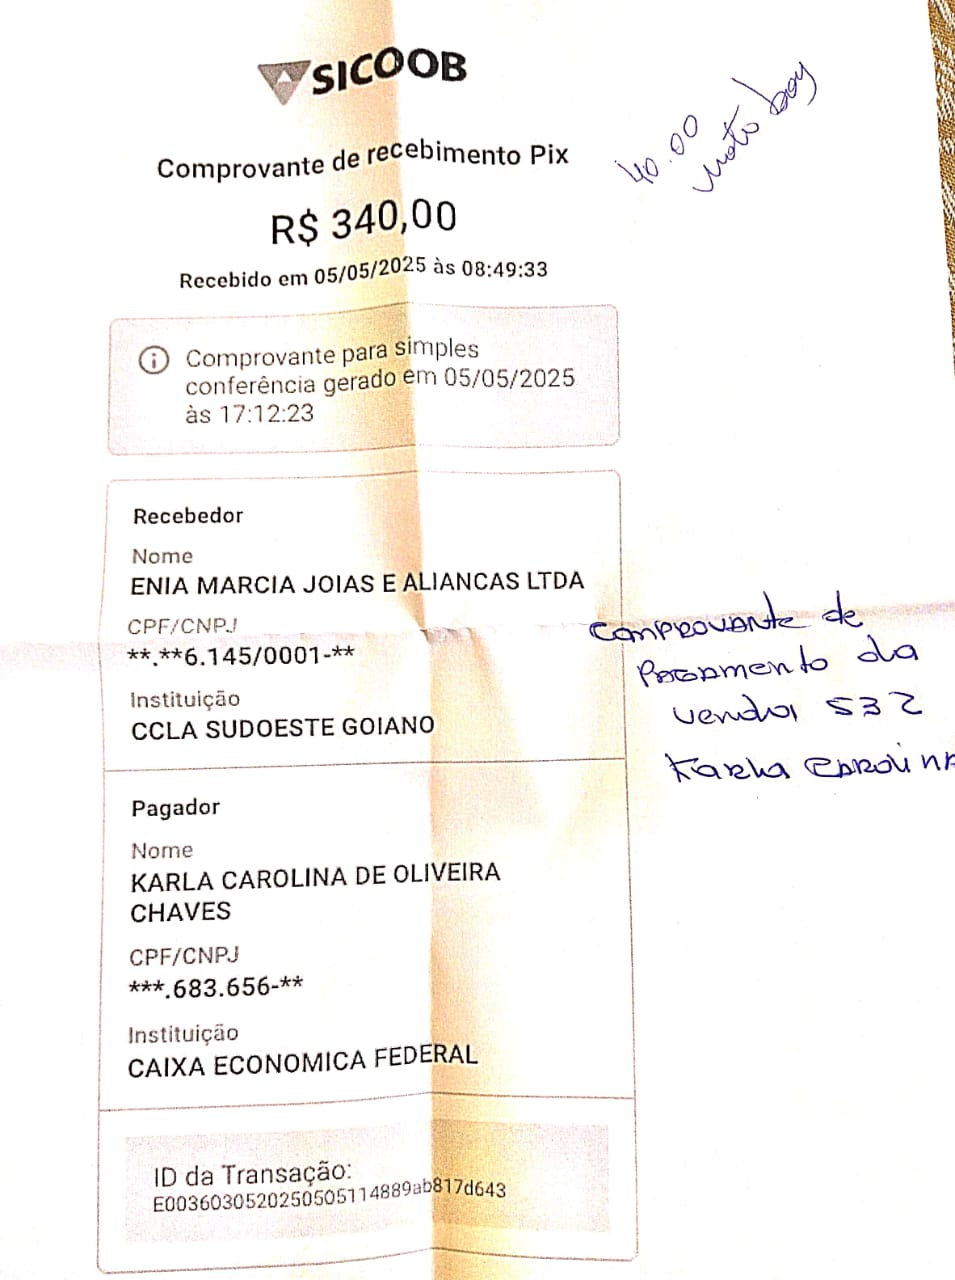 SICOOB
40.00
moto boy
Comprovante de recebimento Pix
R$ 340,00
Recebido em 05/05/2025 às 08:49:33
Comprovante para simples
conferência gerado em 05/05/2025
às 17:12:23
Recebedor
Nome
ENIA MARCIA JOIAS E ALIANCAS LTDA
CPF/CNPJ
**.**6.145/0001-**
Instituição
CCLA SUDOESTE GOIANO
comprovante de
pagamento da
venda 532
Karla Carolina
Pagador
Nome
KARLA CAROLINA DE OLIVEIRA
CHAVES
CPF/CNPJ
***.683.656-**
Instituição
CAIXA ECONOMICA FEDERAL
ID da Transação:
E0036030520250505114889ab817d643